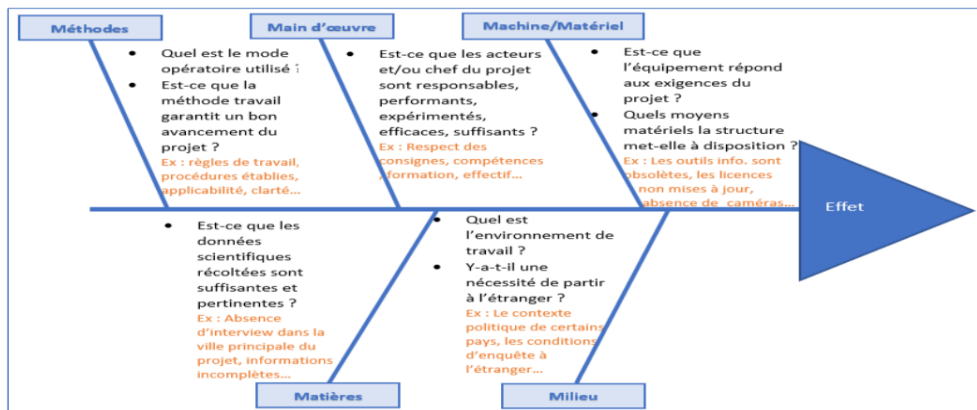 Méthodes
Main d'œuvre
Machine/Matériel
Quel est le mode
opératoire utilisé ?
Est-ce que la
méthode travail
garantit un bon
avancement du
projet ?
Ex : règles de travail,
procédures établies,
applicabilité, clarté...
Est-ce que les acteurs
et/ou chef du projet
sont responsables,
performants,
expérimentés,
efficaces, suffisants ?
Ex : Respect des
consignes, compétences
,formation, effectif...
Est-ce que
l'équipement répond
aux exigences du
projet ?
Quels moyens
matériels la structure
met-elle à disposition ?
Ex : Les outils info. sont
obsolètes, les licences
non mises à jour,
absence de caméras...
Effet
Est-ce que les
données
scientifiques
récoltées sont
suffisantes et
pertinentes ?
Ex : Absence
d'interview dans la
ville principale du
projet, informations
incomplètes...
Quel est
l'environnement de
travail ?
Y-a-t-il une
nécessité de partir
à l'étranger ?
Ex : Le contexte
politique de certains
pays, les conditions
d'enquête à
l'étranger...
Matières
Milieu